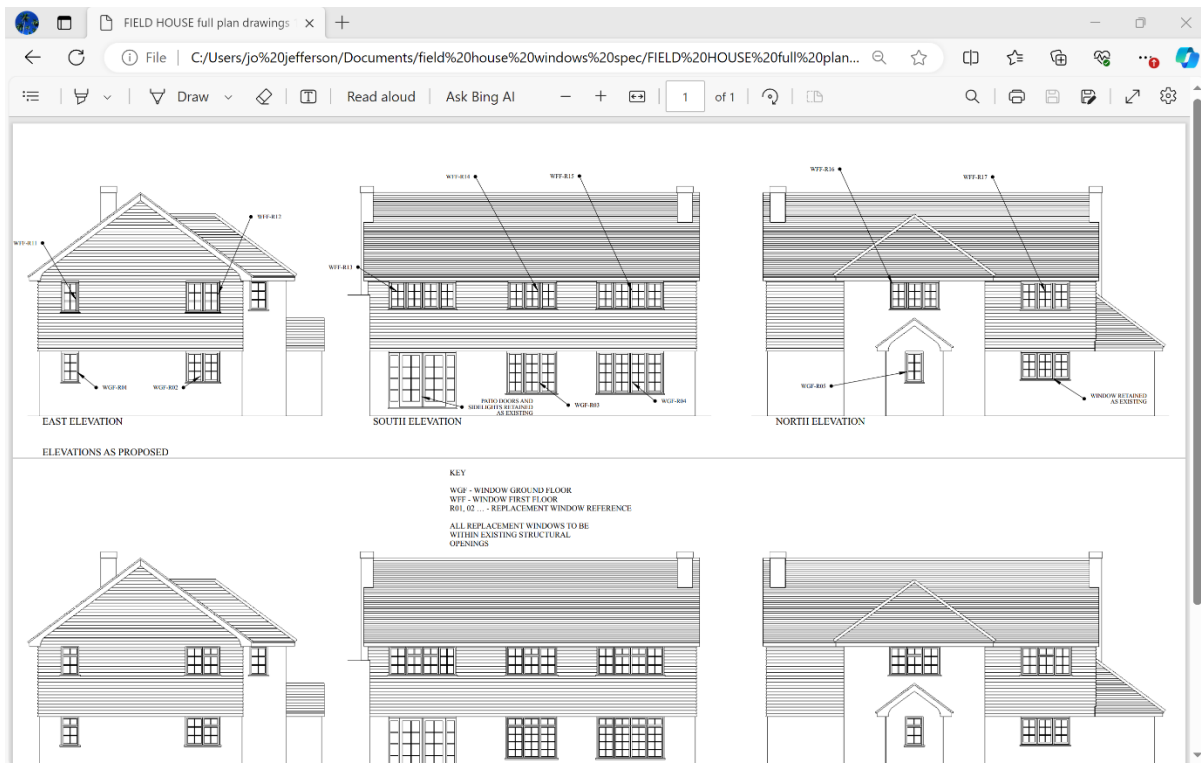 FIELD HOUSE full plan drawings
File
C:/Users/jo%20jefferson/Documents/field%20house%20windows%20spec/FIELD%20HOUSE%20full%20plan...
Draw
Read aloud
Ask Bing AI
1
of 1
WFF-R11
WFF-R12
WGF-R01
WGF-R02
EAST ELEVATION
WFF-R13
WFF-R14
WFF-R15
PATIO DOORS AND
SIDELIGHTS RETAINED
AS EXISTING
WGF-R03
WGF-R04
SOUTH ELEVATION
WFF-R16
WFF-R17
WGF-R05
WINDOW RETAINED
AS EXISTING
NORTH ELEVATION
ELEVATIONS AS PROPOSED
KEY
WGF - WINDOW GROUND FLOOR
WFF - WINDOW FIRST FLOOR
R01, 02 ... - REPLACEMENT WINDOW REFERENCE
ALL REPLACEMENT WINDOWS TO BE
WITHIN EXISTING STRUCTURAL
OPENINGS